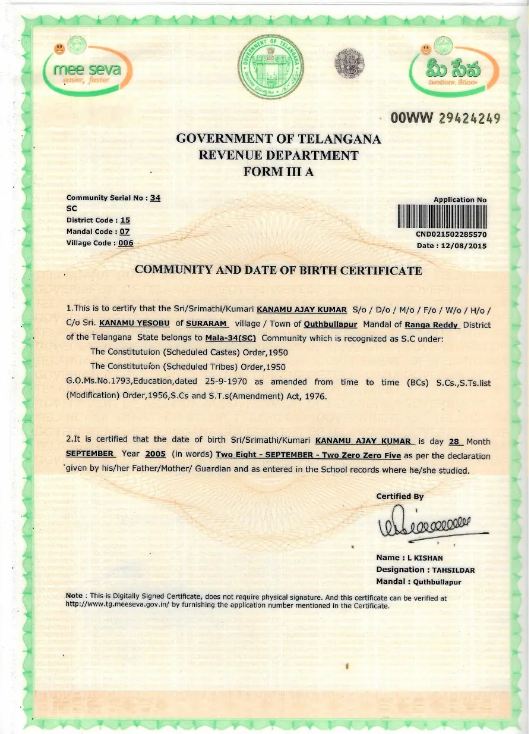 mee seva
మీ సేవ
00WW 29424249
GOVERNMENT OF TELANGANA
REVENUE DEPARTMENT
FORM III A
Community Serial No : 34
SC
District Code : 15
Mandal Code : 07
Village Code : 006
Application No
CND021502285570
Date : 12/08/2015
COMMUNITY AND DATE OF BIRTH CERTIFICATE
1.This is to certify that the Sri/Srimathi/Kumari KANAMU AJAY KUMAR S/o / D/o / M/o / F/o / W/o / H/o /
C/o Sri. KANAMU YESOBU of SURARAM village / Town of Quthbullapur Mandal of Ranga Reddy District
of the Telangana State belongs to Mala-34(SC) Community which is recognized as S.C under:
The Constituteion (Scheduled Castes) Order,1950
The Constituteion (Scheduled Tribes) Order,1950
G.O.Ms.No.1793,Education,dated 25-9-1970 as amended from time to time (BCs) S.Cs.,S.Ts.list
(Modification) Order,1956,S.Cs and S.T.s(Amendment) Act, 1976.
2.It is certified that the date of birth Sri/Srimathi/Kumari KANAMU AJAY KUMAR is day 28 Month
SEPTEMBER Year 2005 (in words) Two Eight - SEPTEMBER - Two Zero Zero Five as per the declaration
given by his/her Father/Mother/ Guardian and as entered in the School records where he/she studied.
Certified By
Name : L KISHAN
Designation : TAHSILDAR
Mandal : Quthbullapur
Note : This is Digitally Signed Certificate, does not require physical signature. And this certificate can be verified at
http://www.tg.meeseva.gov.in/ by furnishing the application number mentioned in the Certificate.